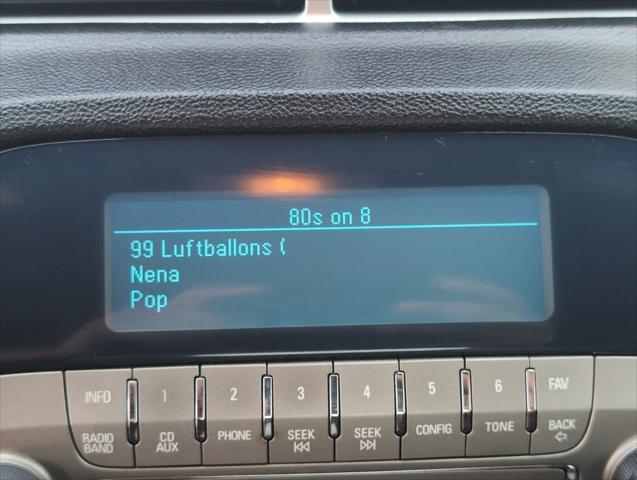 80s on 8
99 Luftballons (
Nena
Pop
INFO 1 2 3 4 5 6 FAV
RADIO BAND CD AUX PHONE SEEK SEEK CONFIG TONE BACK